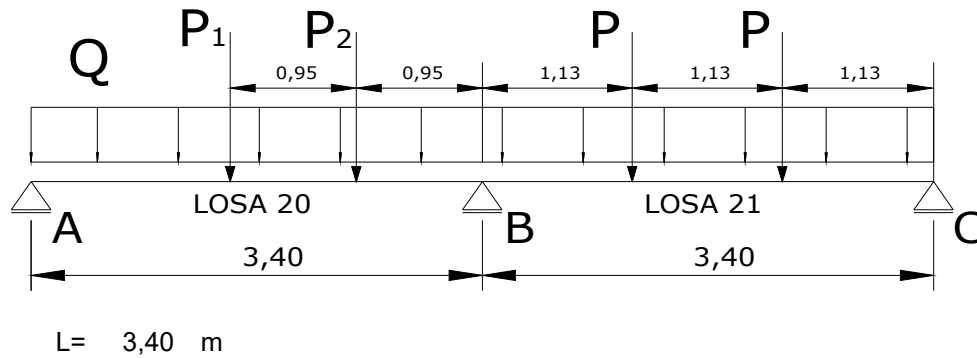 Q P1 P2 P P
0,95 0,95 1,13 1,13 1,13
LOSA 20 LOSA 21
A B C
3,40 3,40
L= 3,40 m